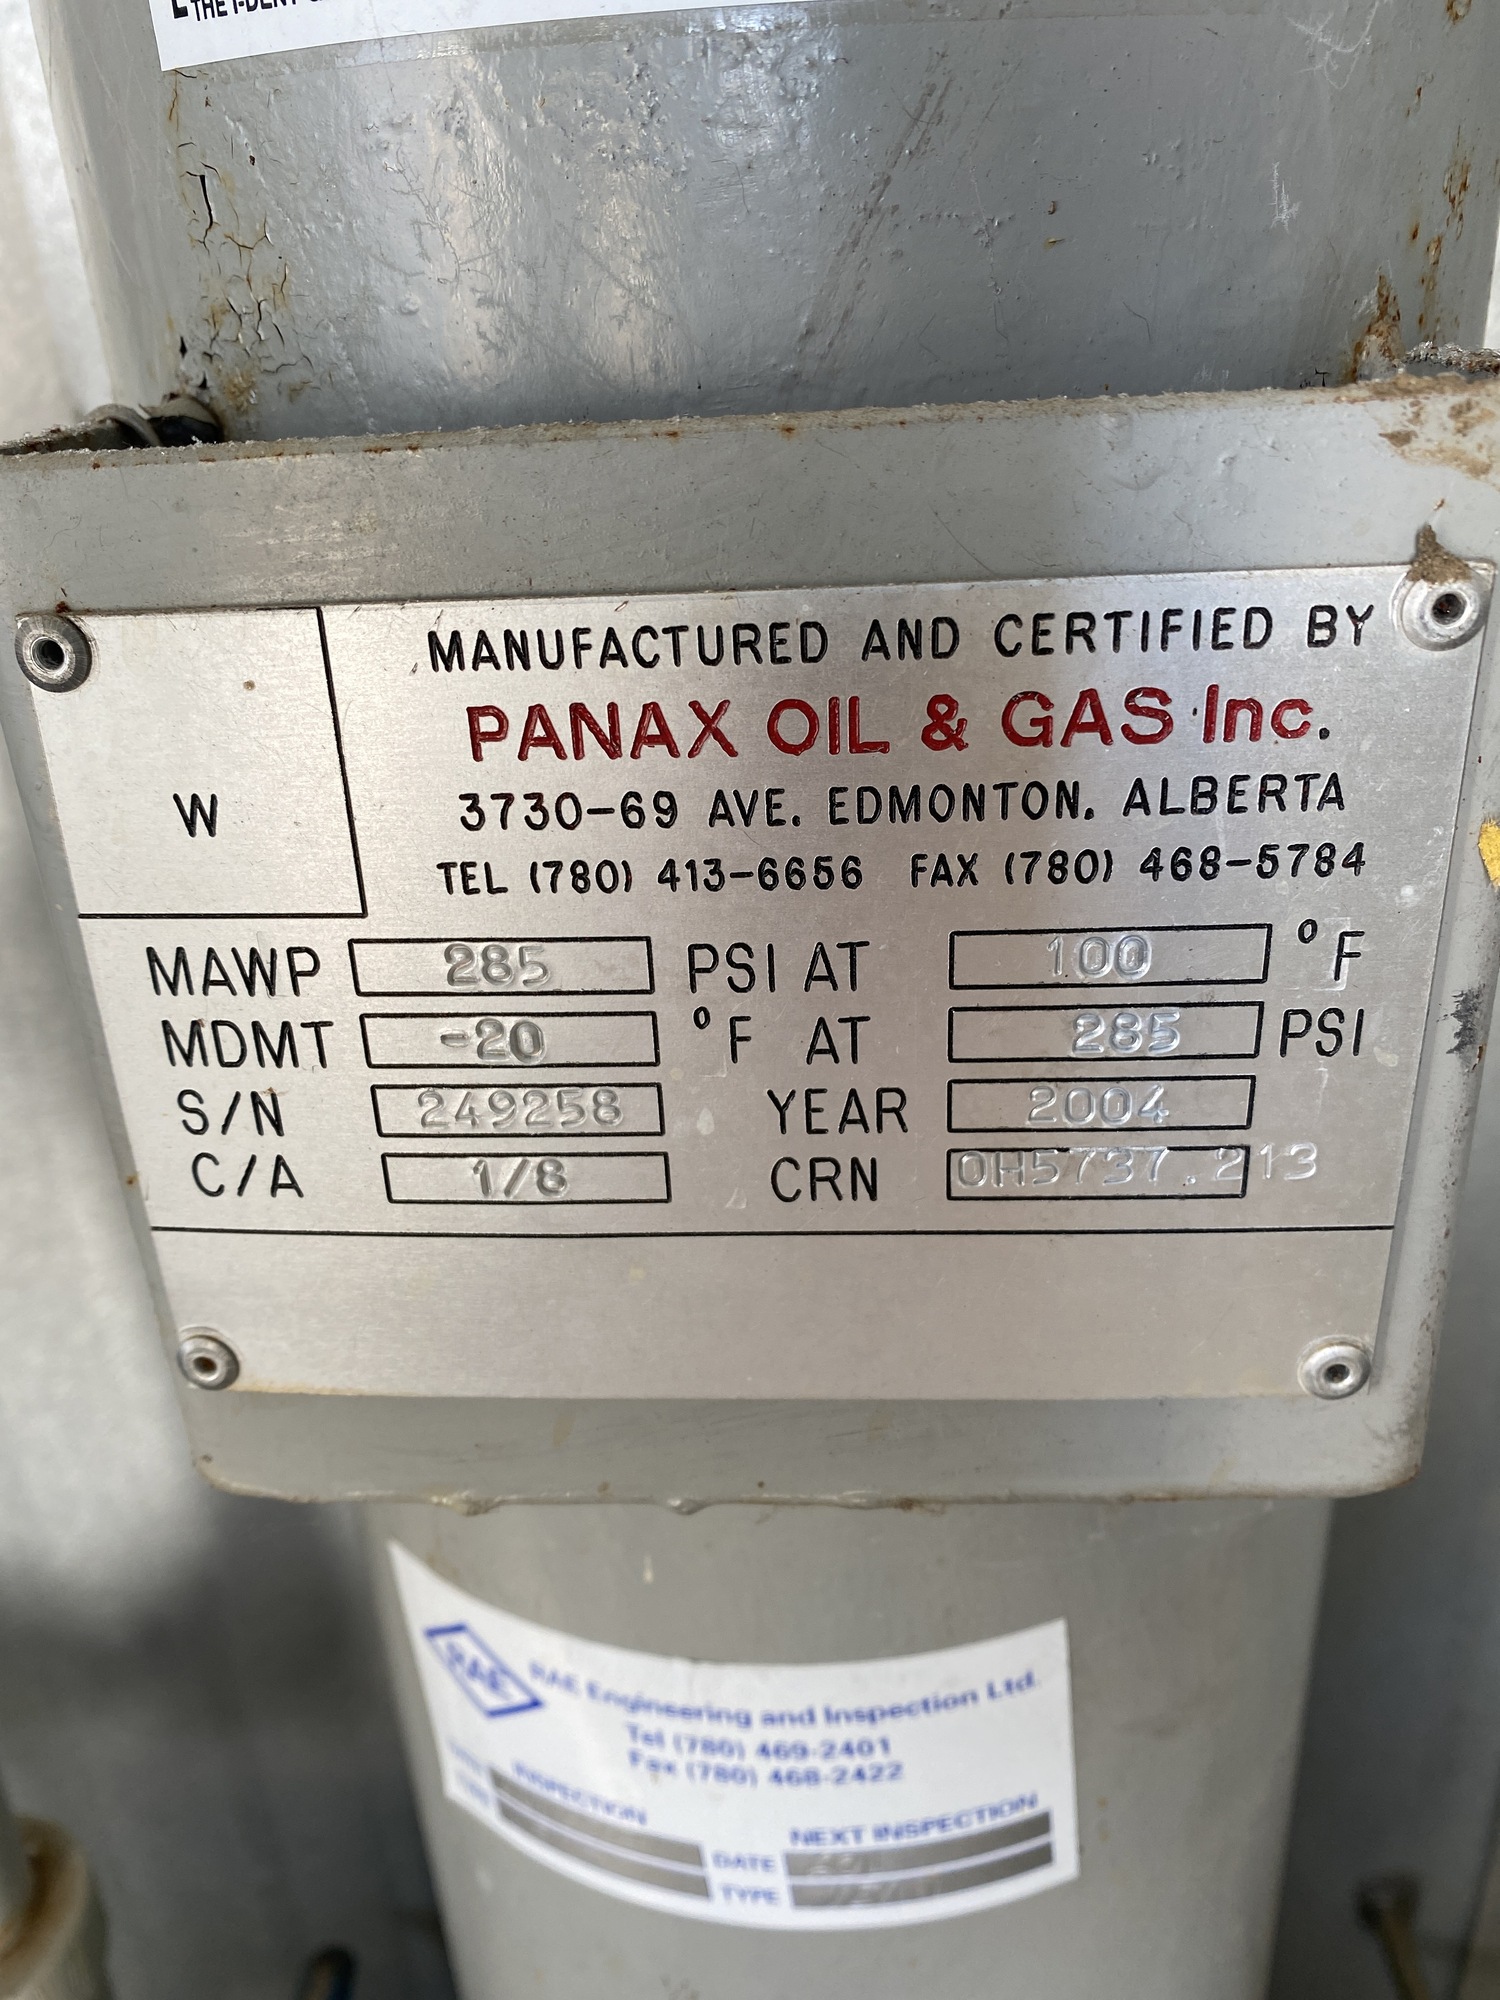 THE I-DENT
MANUFACTURED AND CERTIFIED BY
PANAX OIL & GAS Inc.
3730-69 AVE. EDMONTON, ALBERTA
TEL (780) 413-6656 FAX (780) 468-5784
W
MAWP 285 PSI AT 100 °F
MDMT -20 °F AT 285 PSI
S/N 249258 YEAR 2004
C/A 1/8 CRN 0H5737.213
RAE RAE Engineering and Inspection Ltd.
Tel (780) 469-2401
Fax (780) 468-2422
INSPECTION NEXT INSPECTION
DATE
TYPE